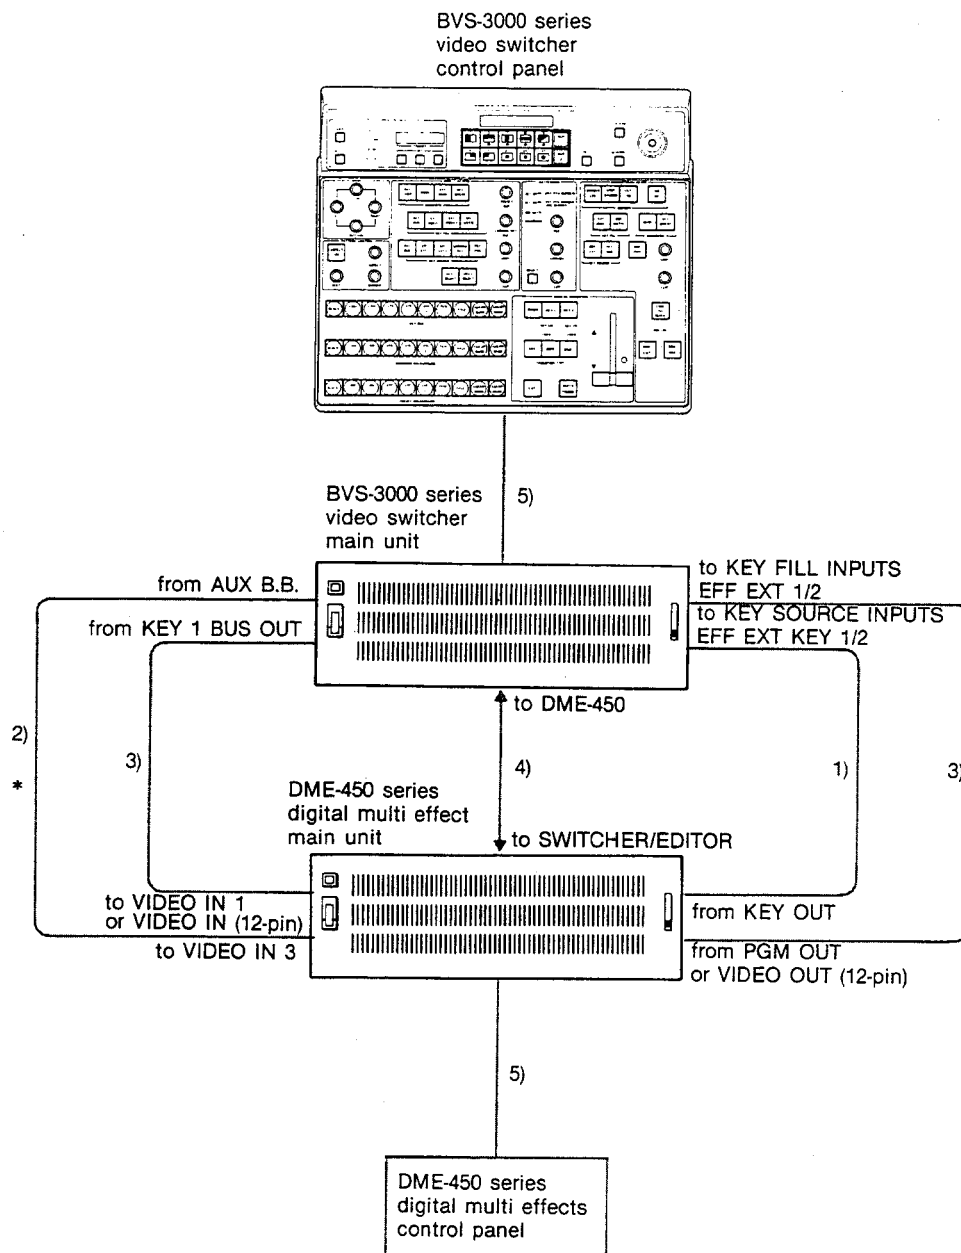 BVS-3000 series
video switcher
control panel
BVS-3000 series
video switcher
main unit
5)
from AUX B.B.
from KEY 1 BUS OUT
to KEY FILL INPUTS
EFF EXT 1/2
to KEY SOURCE INPUTS
EFF EXT KEY 1/2
to DME-450
2)
*
3)
4)
1)
3)
DME-450 series
digital multi effect
main unit
to SWITCHER/EDITOR
to VIDEO IN 1
or VIDEO IN (12-pin)
to VIDEO IN 3
from KEY OUT
from PGM OUT
or VIDEO OUT (12-pin)
5)
DME-450 series
digital multi effects
control panel